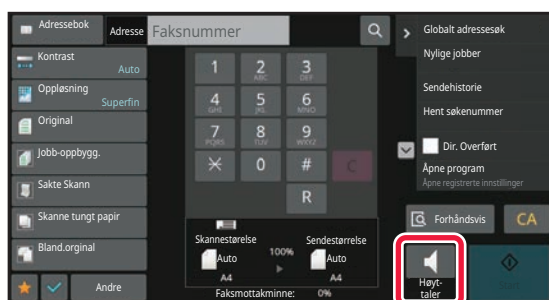 Adressebok
Adresse
Faksnummer
Kontrast
Auto
Oppløsning
Superfin
Original
Jobb-oppbygg.
Sakte Skann
Skanne tungt papir
Bland.orginal
Andre
1
2
ABC
3
DEF
4
GHI
5
JKL
6
MNO
7
PQRS
8
TUV
9
WXYZ
0
#
C
R
Skannestørelse
Auto
A4
100%
Sendestørrelse
Auto
A4
Faksmottakminne: 0%
Globalt adressesøk
Nylige jobber
Sendehistorie
Hent søkenummer
Dir. Overført
Åpne program
Åpne registrerte innstillinger
Forhåndsvis
CA
Høyt-
taler
Start